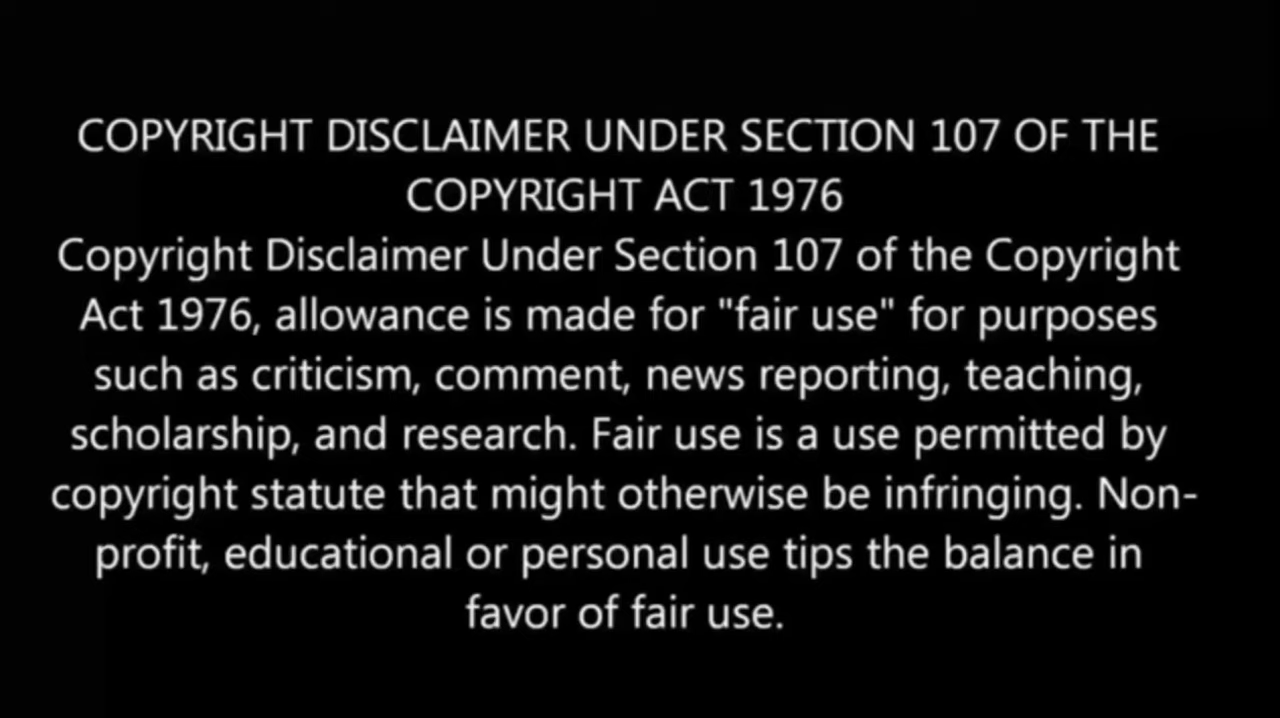 COPYRIGHT DISCLAIMER UNDER SECTION 107 OF THE
COPYRIGHT ACT 1976
Copyright Disclaimer Under Section 107 of the Copyright
Act 1976, allowance is made for "fair use" for purposes
such as criticism, comment, news reporting, teaching,
scholarship, and research. Fair use is a use permitted by
copyright statute that might otherwise be infringing. Non-
profit, educational or personal use tips the balance in
favor of fair use.